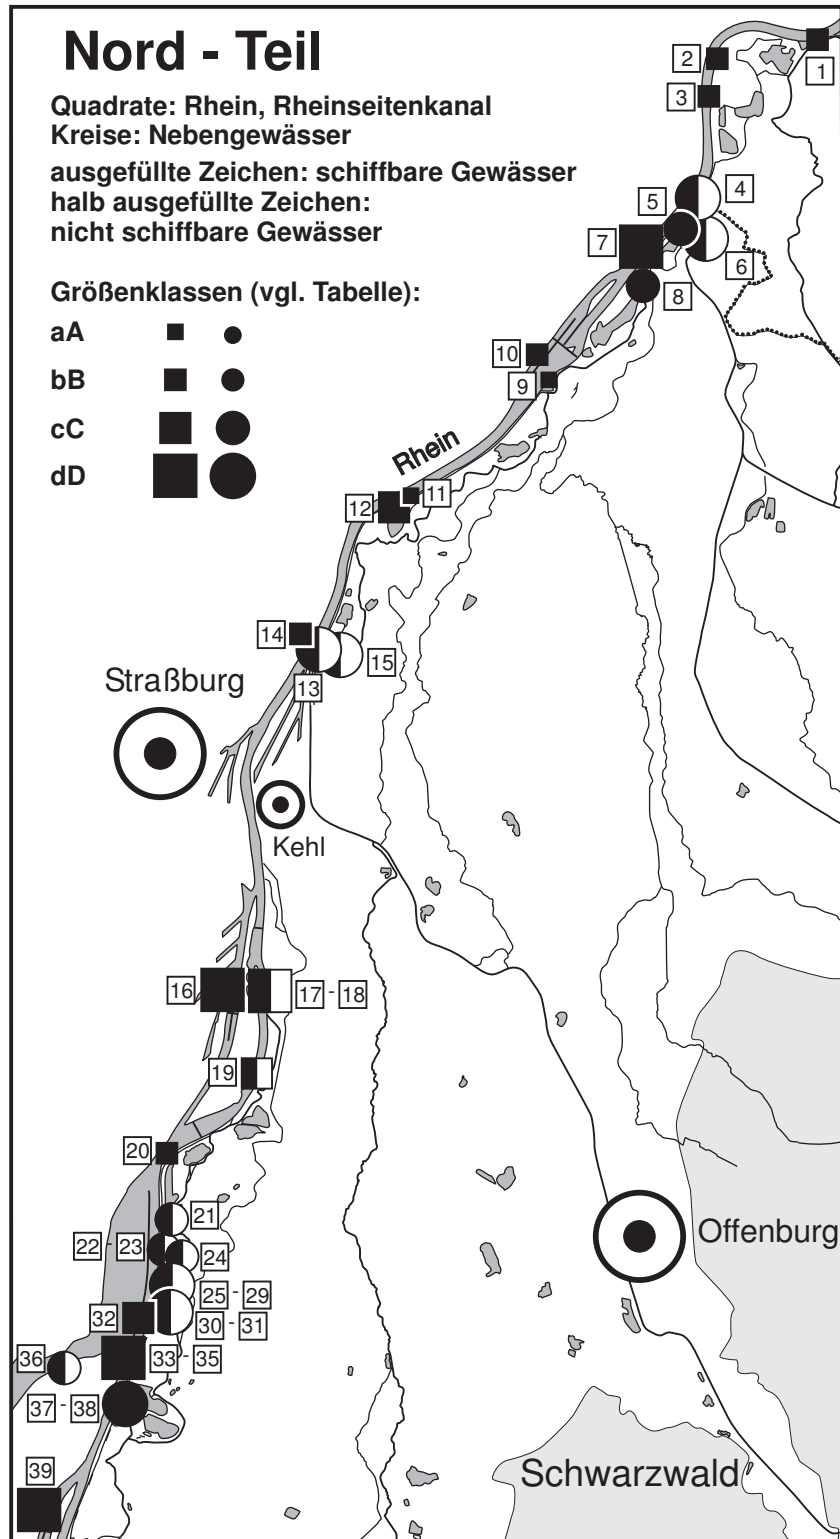 Nord - Teil
Quadrate: Rhein, Rheinseitenkanal
Kreise: Nebengewässer
ausgefüllte Zeichen: schiffbare Gewässer
halb ausgefüllte Zeichen:
nicht schiffbare Gewässer
Größenklassen (vgl. Tabelle):
aA
bB
cC
dD
1
2
3
4
5
6
7
8
10
9
Rhein
11
12
14
15
13
Straßburg
Kehl
16
17 - 18
19
20
21
22 - 23
24
Offenburg
25 - 29
32
30 - 31
36
33 - 35
37 - 38
39
Schwarzwald